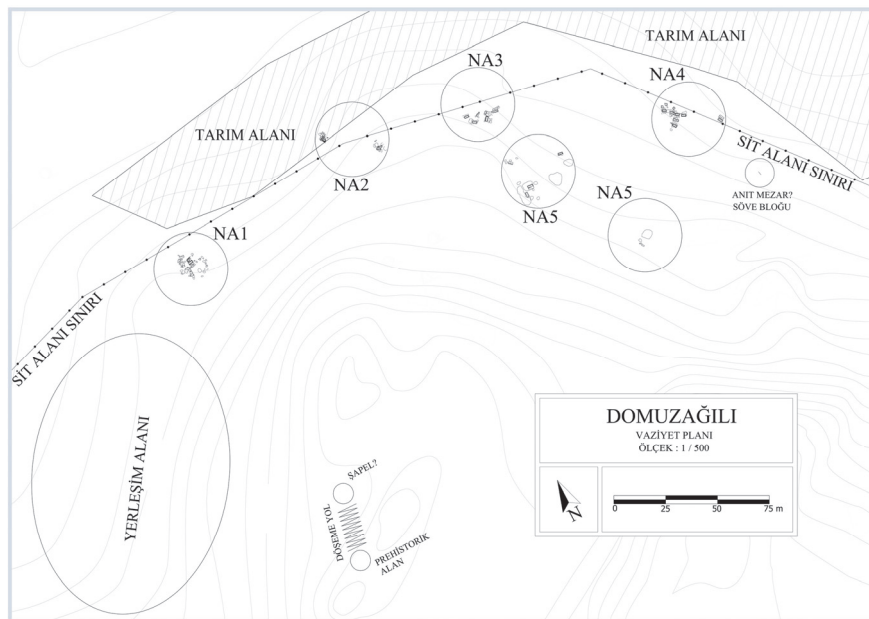 TARIM ALANI
NA3
NA4
TARIM ALANI
NA2
SİT ALANI SINIRI
NA5
NA5
ANIT MEZAR?
SÖVE BLOĞU
NA1
SİT ALANI SINIRI
YERLEŞİM ALANI
ŞAPEL?
DÖŞEME YOL
PREHİSTORİK
ALAN
DOMUZAĞILI
VAZİYET PLANI
ÖLÇEK : 1 / 500
N
0 25 50 75 m